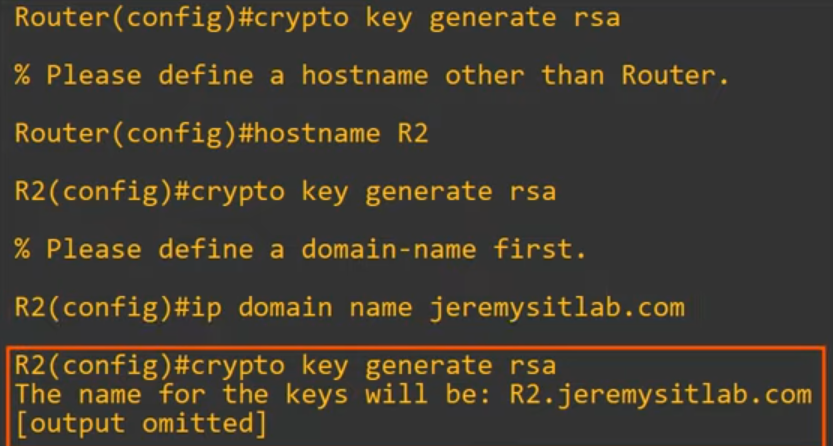 Router(config)#crypto key generate rsa
% Please define a hostname other than Router.
Router(config)#hostname R2
R2(config)#crypto key generate rsa
% Please define a domain-name first.
R2(config)#ip domain name jeremysitlab.com
R2(config)#crypto key generate rsa
The name for the keys will be: R2.jeremysitlab.com
[output omitted]